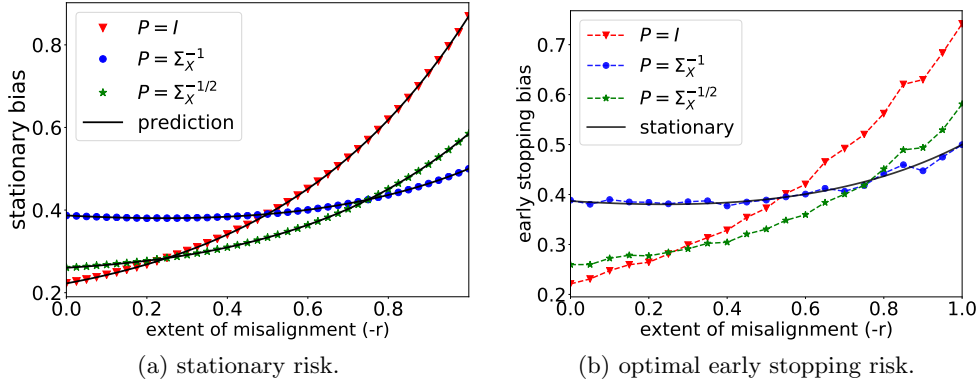 stationary bias
0.8
0.6
0.4
0.2
P = I
P = Σ_X^{-1}
P = Σ_X^{-1/2}
prediction
0.0 0.2 0.4 0.6 0.8
extent of misalignment (-r)
(a) stationary risk.
early stopping bias
0.7
0.6
0.5
0.4
0.3
0.2
P = I
P = Σ_X^{-1}
P = Σ_X^{-1/2}
stationary
0.0 0.2 0.4 0.6 0.8 1.0
extent of misalignment (-r)
(b) optimal early stopping risk.